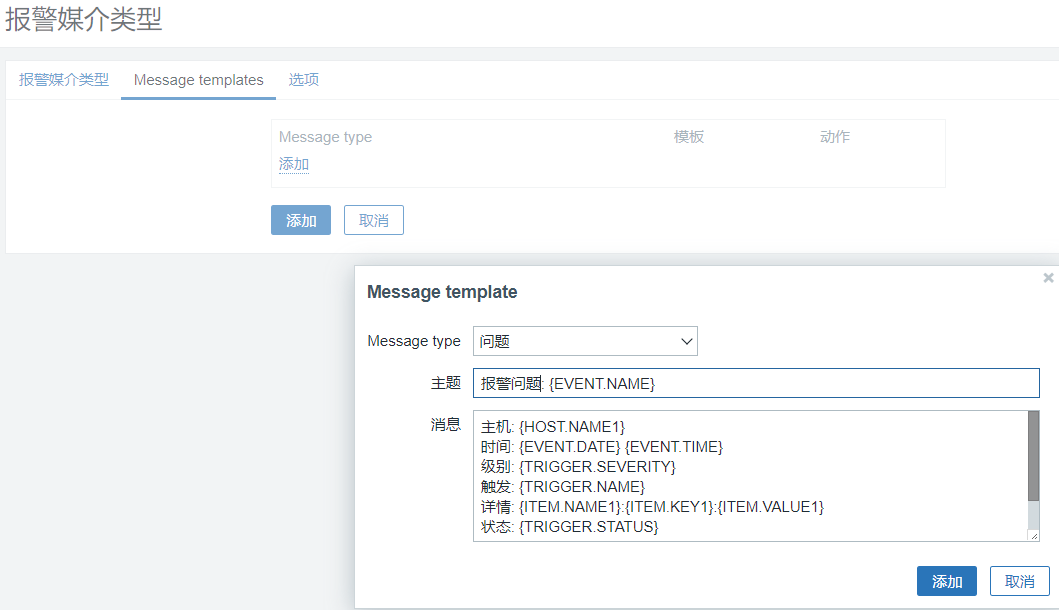 报警媒介类型
报警媒介类型 Message templates 选项
Message type 模板 动作
添加
添加 取消
Message template
Message type 问题
主题 报警问题: {EVENT.NAME}
消息 主机: {HOST.NAME1}
时间: {EVENT.DATE} {EVENT.TIME}
级别: {TRIGGER.SEVERITY}
触发: {TRIGGER.NAME}
详情: {ITEM.NAME1}:{ITEM.KEY1}:{ITEM.VALUE1}
状态: {TRIGGER.STATUS}
添加 取消